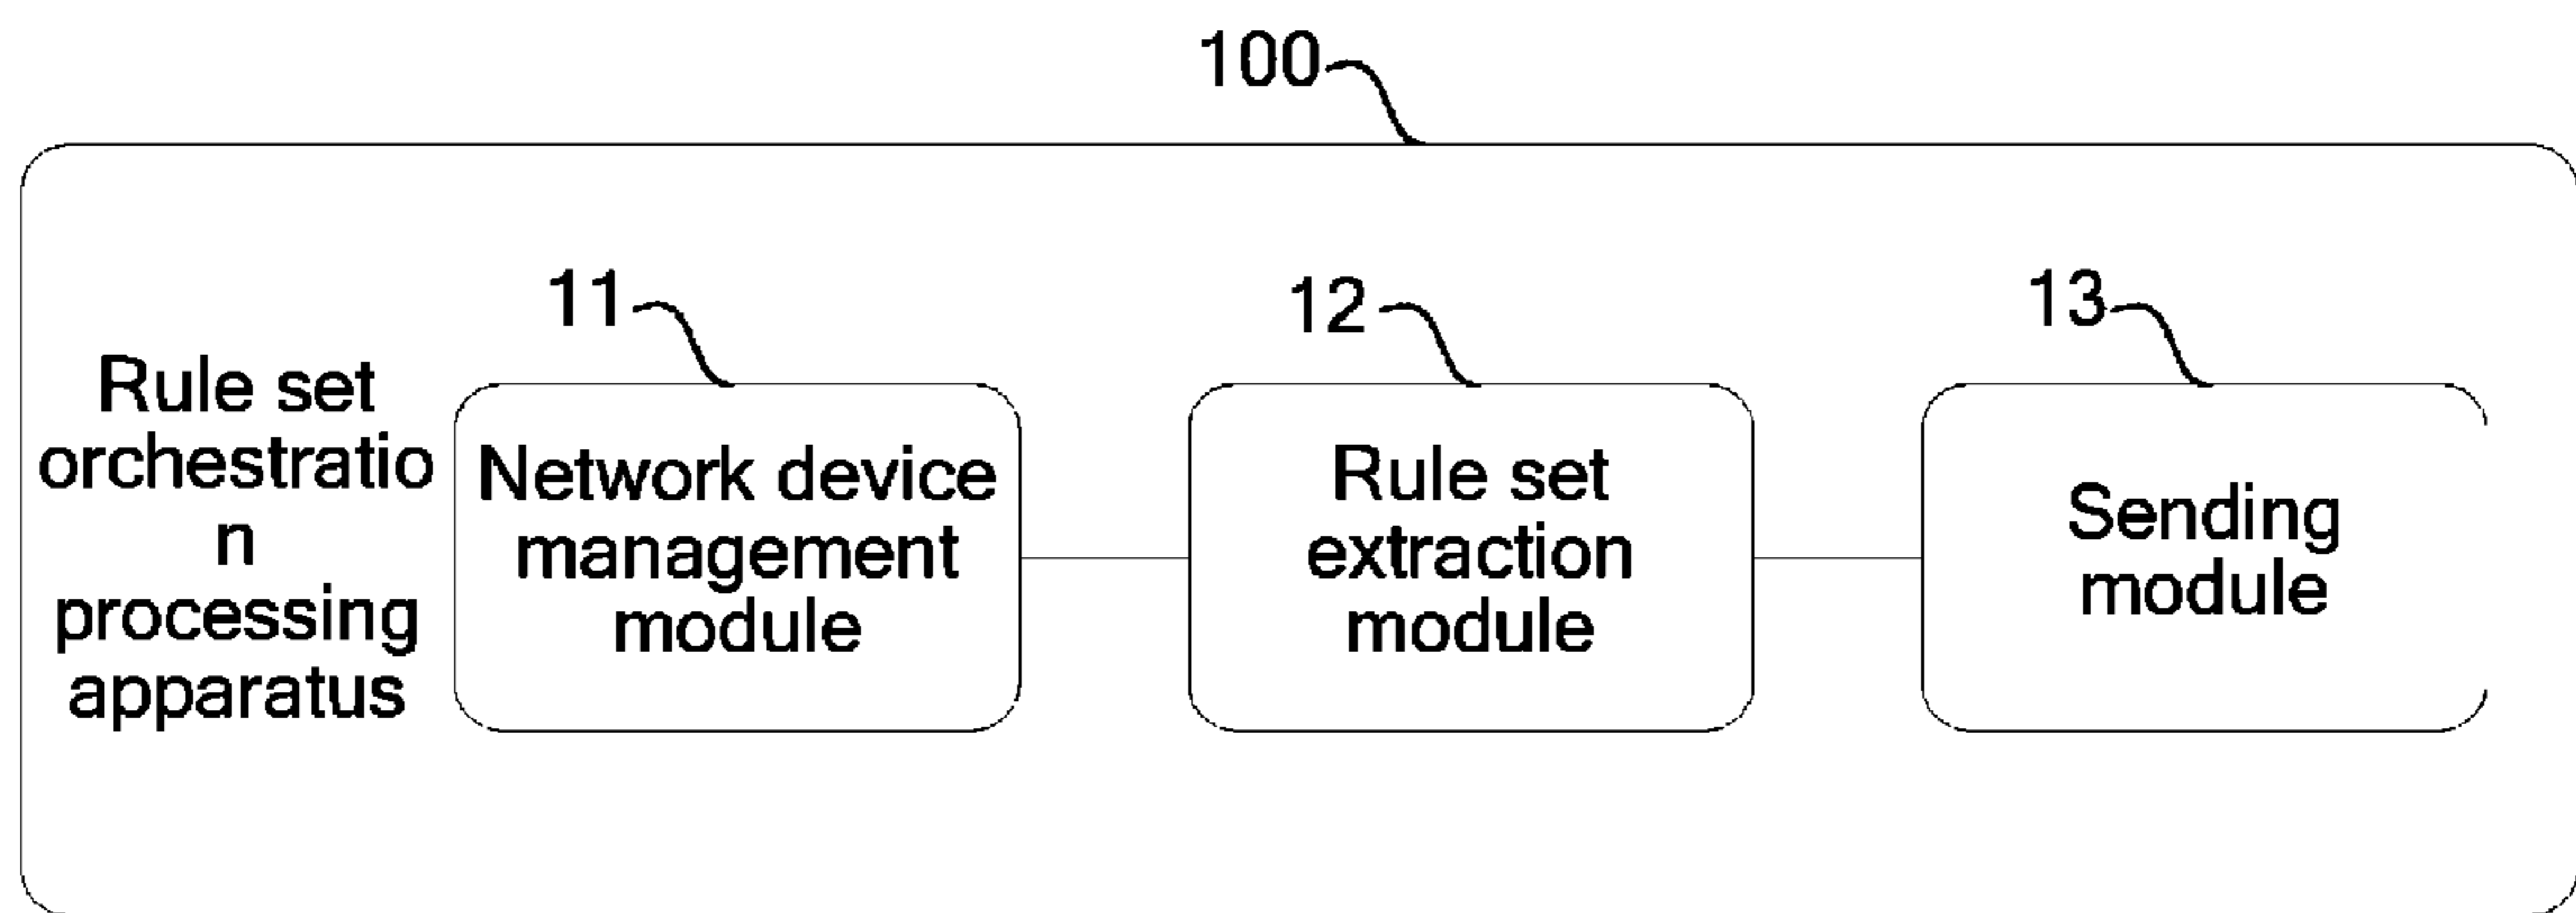 100
11
12
13
Rule set
orchestratio
n
processing
apparatus
Network device
management
module
Rule set
extraction
module
Sending
module